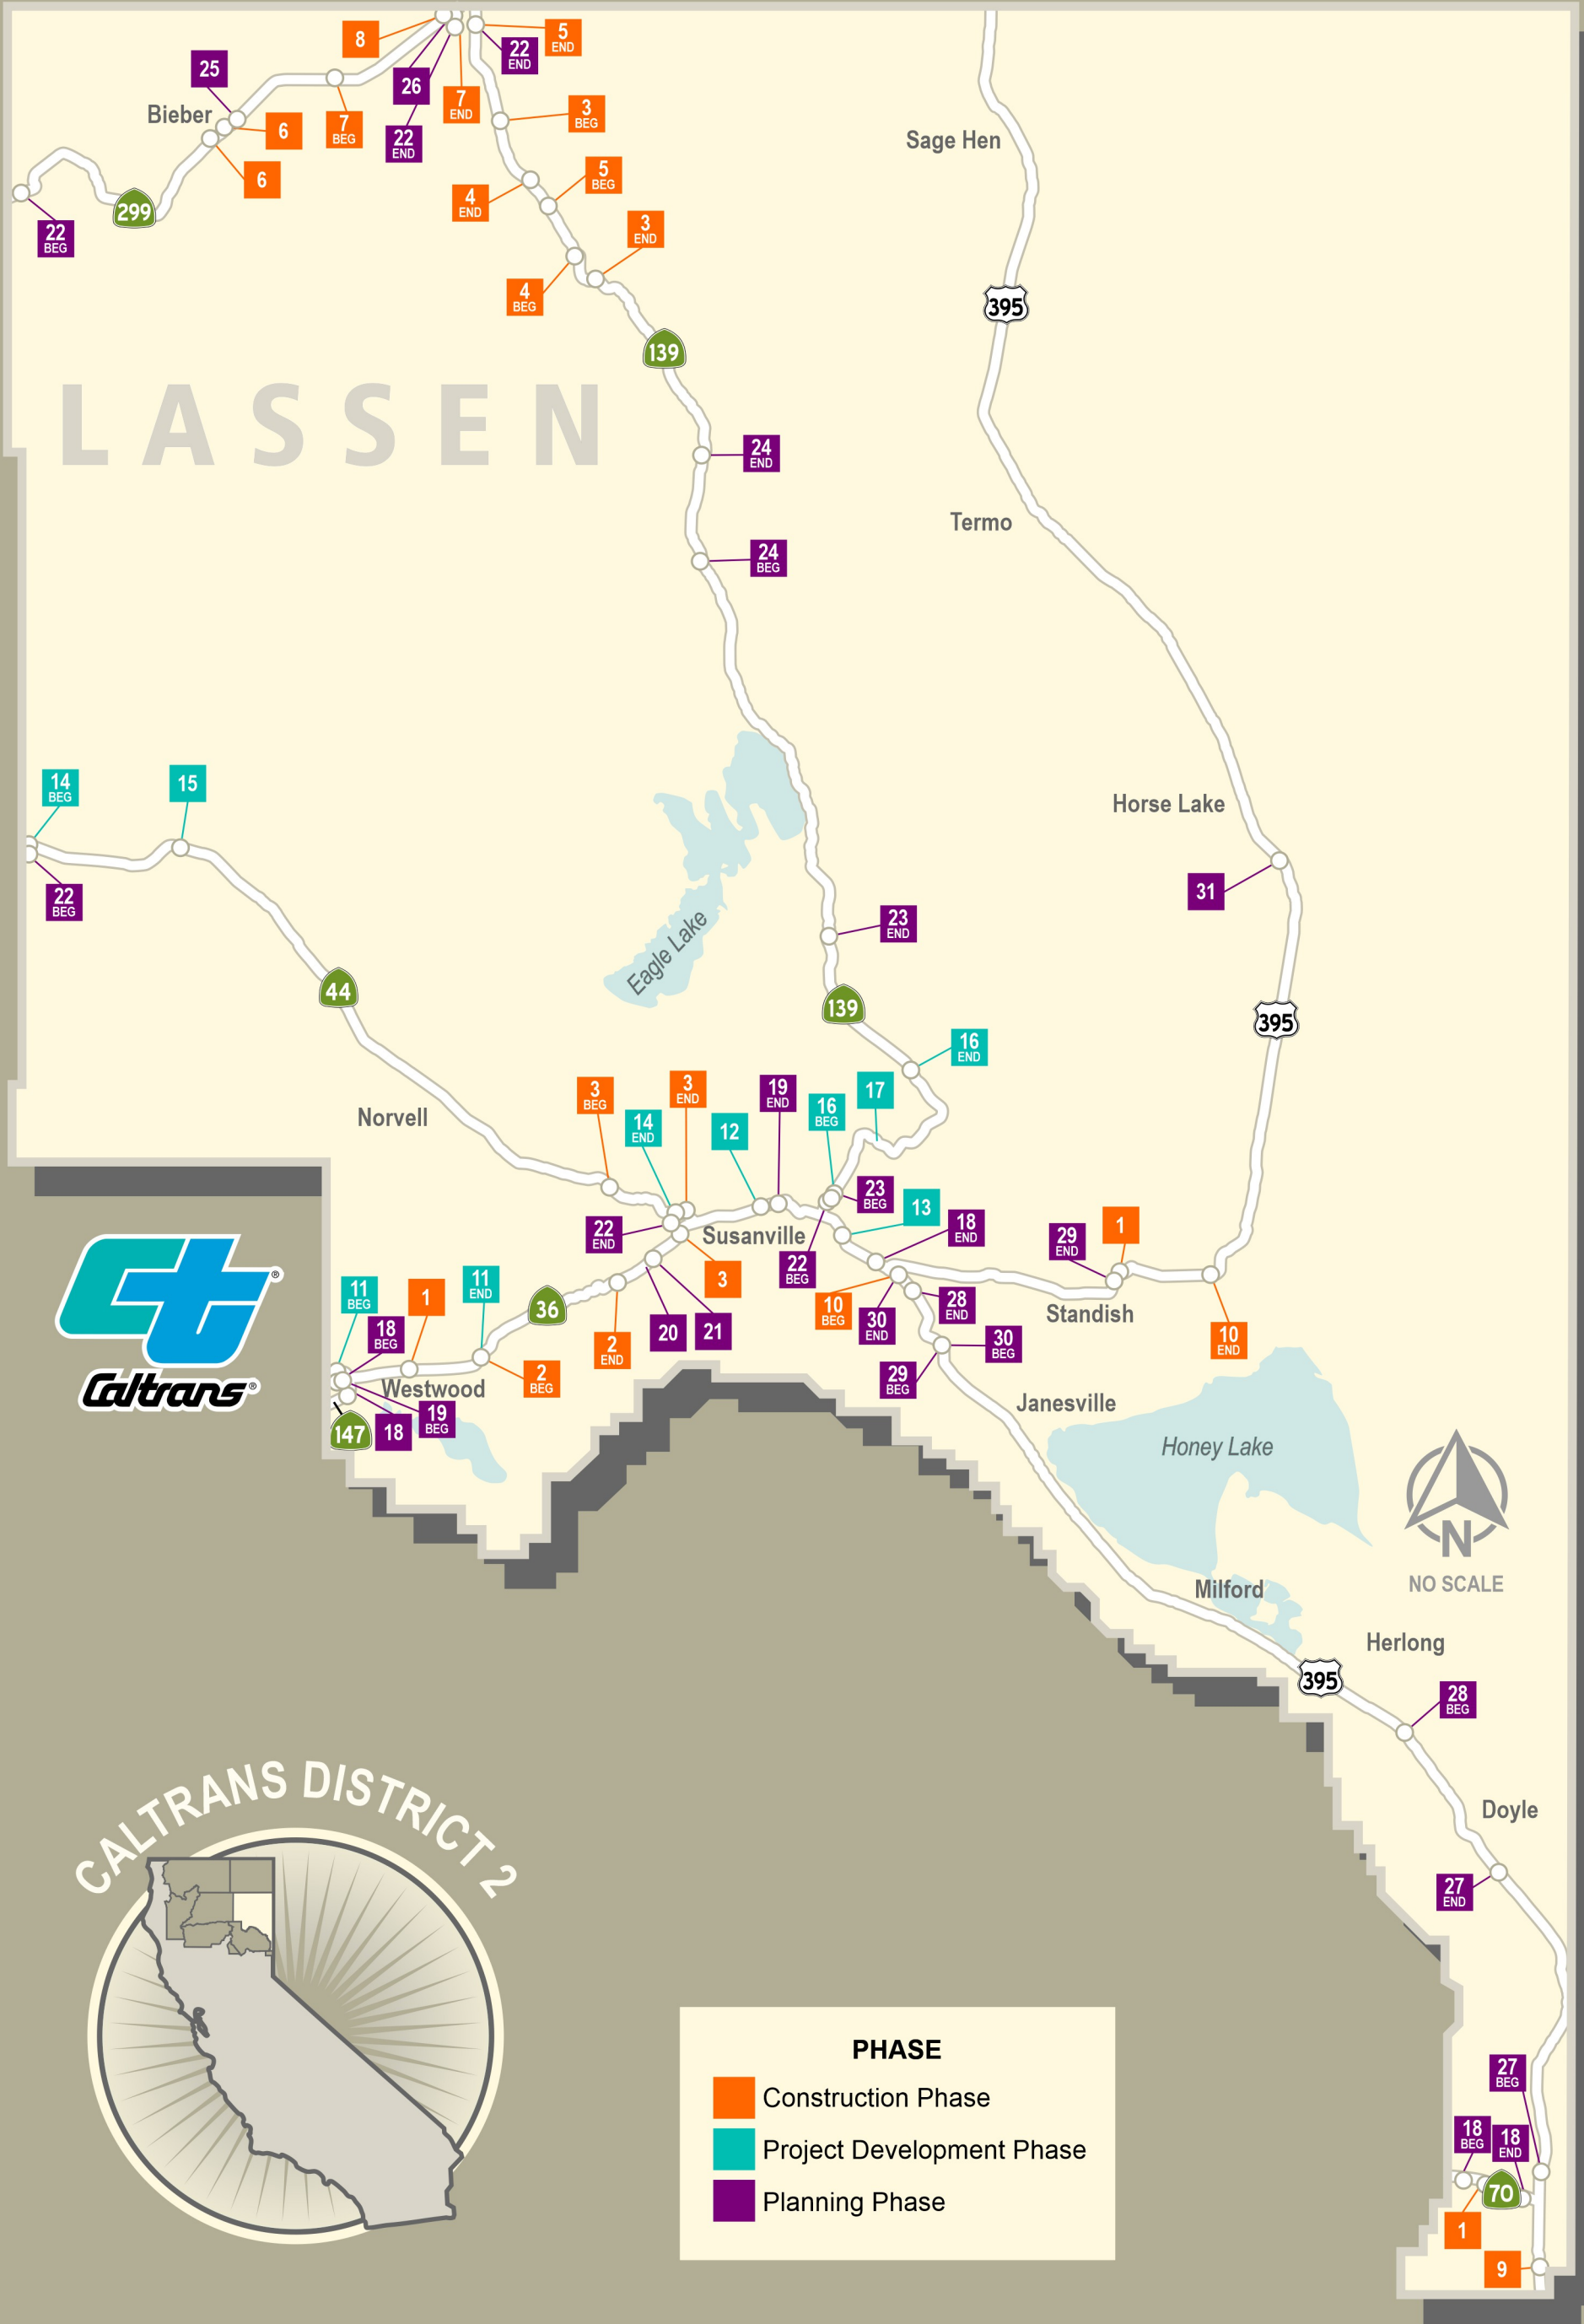 8
5
END
22
END
25
26
7
END
3
BEG
Bieber
6
7
BEG
22
END
Sage Hen
6
5
BEG
4
END
299
22
BEG
3
END
4
BEG
395
139
LASSEN
24
END
Termo
24
BEG
14
BEG
15
Horse Lake
22
BEG
31
23
END
Eagle Lake
44
139
395
16
END
3
BEG
3
END
19
END
17
16
BEG
Norvell
14
END
12
23
BEG
13
18
END
22
END
Susanville
29
END
1
22
BEG
3
11
BEG
1
11
END
36
10
BEG
28
END
Standish
30
END
18
BEG
20
21
2
END
10
END
30
BEG
2
BEG
29
BEG
Westwood
Janesville
19
BEG
18
147
Caltrans®
®
Honey Lake
N
NO SCALE
Milford
Herlong
395
28
BEG
CALTRANS DISTRICT 2
Doyle
27
END
PHASE
Construction Phase
Project Development Phase
Planning Phase
27
BEG
18
BEG
18
END
70
1
9